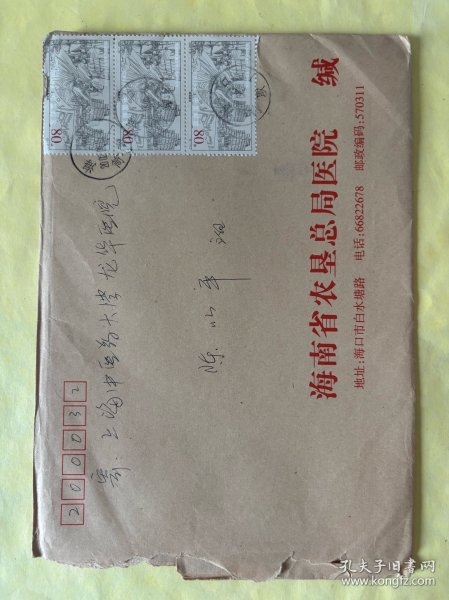 80
80
80
200032
寄:上海中医药大学龙华医院
陈以平
海南省农垦总局医院 缄
地址:海口市白水塘路 电话:66822678 邮政编码:570311
孔夫子旧书网
www.kongfz.com